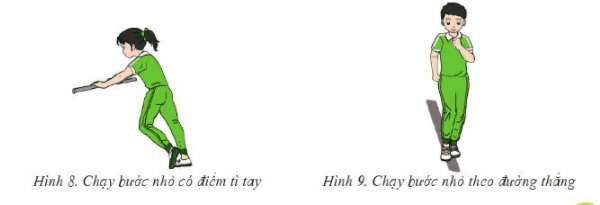 Hình 8. Chạy bước nhỏ có điểm tì tay
Hình 9. Chạy bước nhỏ theo đường thẳng